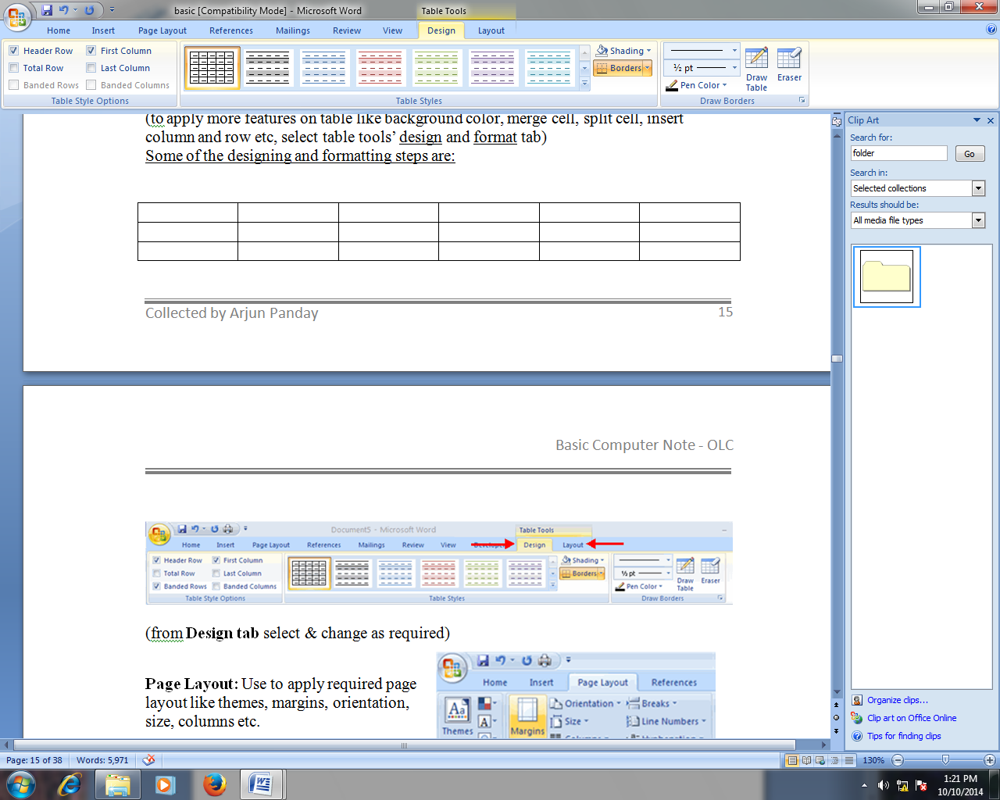 basic [Compatibility Mode] - Microsoft Word
Table Tools
Home Insert Page Layout References Mailings Review View Design Layout
Header Row First Column
Total Row Last Column
Banded Rows Banded Columns
Table Style Options
Table Styles
Shading
Borders
½ pt
Pen Color
Draw Table
Eraser
Draw Borders
(to apply more features on table like background color, merge cell, split cell, insert
column and row etc, select table tools’ design and format tab)
Some of the designing and formatting steps are:
Collected by Arjun Panday 15
Basic Computer Note - OLC
Document5 - Microsoft Word
Table Tools
Home Insert Page Layout References Mailings Review View Developer Design Layout
Header Row First Column
Total Row Last Column
Banded Rows Banded Columns
Table Style Options
Table Styles
Shading
Borders
½ pt
Pen Color
Draw Table
Eraser
Draw Borders
(from Design tab select & change as required)
Page Layout: Use to apply required page
layout like themes, margins, orientation,
size, columns etc.
Home Insert Page Layout References
Aa
Themes
A
Margins
Orientation Breaks
Size Line Numbers
Clip Art
Search for:
folder
Go
Search in:
Selected collections
Results should be:
All media file types
Organize clips...
Clip art on Office Online
Tips for finding clips
Page: 15 of 38 Words: 5,971
130%
1:21 PM
10/10/2014